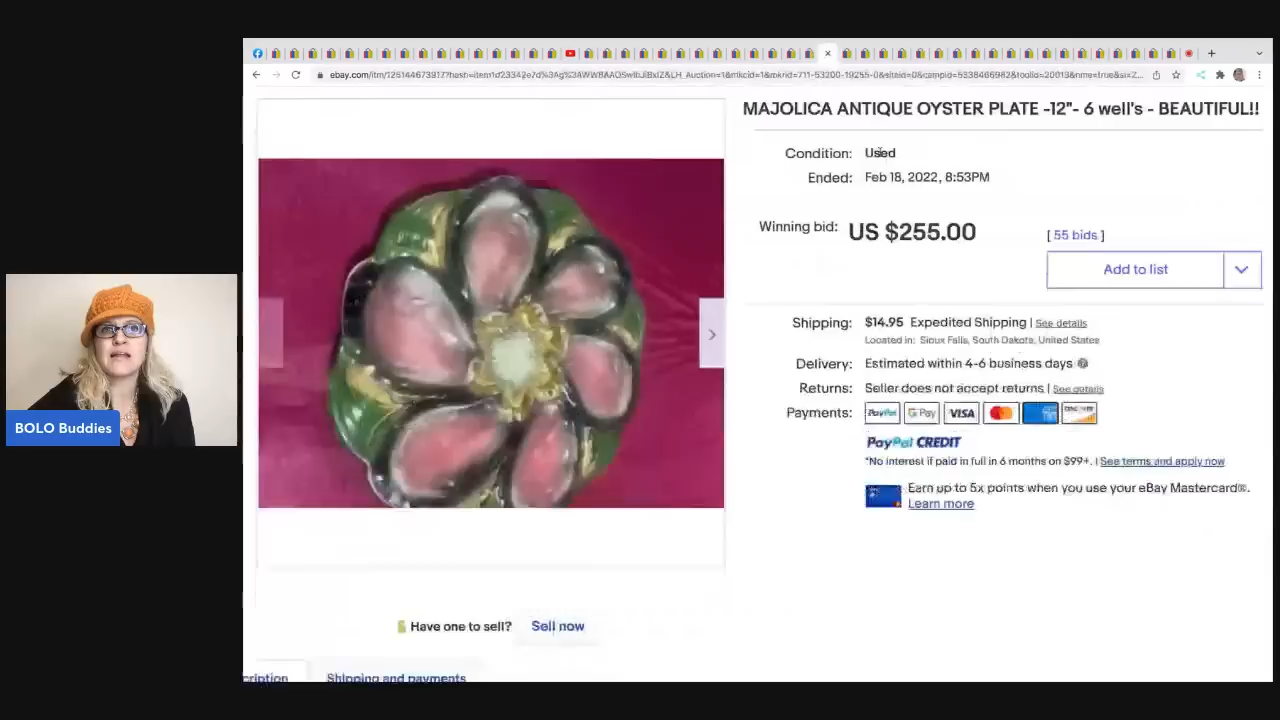 MAJOLICA ANTIQUE OYSTER PLATE -12"- 6 well's - BEAUTIFUL!!
Condition: Used
Ended: Feb 18, 2022, 8:53PM
Winning bid: US $255.00 [ 55 bids ]
Add to list
Shipping: $14.95 Expedited Shipping | See details
Located in: Sioux Falls, South Dakota, United States
Delivery: Estimated within 4-6 business days
Returns: Seller does not accept returns | See details
Payments: PayPal G Pay VISA
PayPal CREDIT
*No interest if paid in full in 6 months on $99+. | See terms and apply now
Earn up to 5x points when you use your eBay Mastercard®.
Learn more
BOLO Buddies
Have one to sell? Sell now
cription Shipping and payments